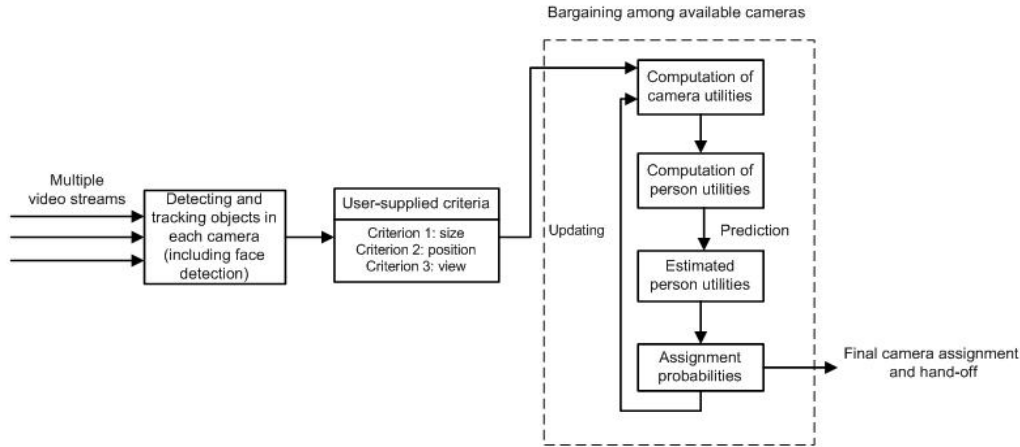 Bargaining among available cameras
Computation of
camera utilities
Multiple
video streams
Detecting and
tracking objects in
each camera
(including face
detection)
User-supplied criteria
Criterion 1: size
Criterion 2: position
Criterion 3: view
Computation of
person utilities
Updating
Prediction
Estimated
person utilities
Assignment
probabilities
Final camera assignment
and hand-off